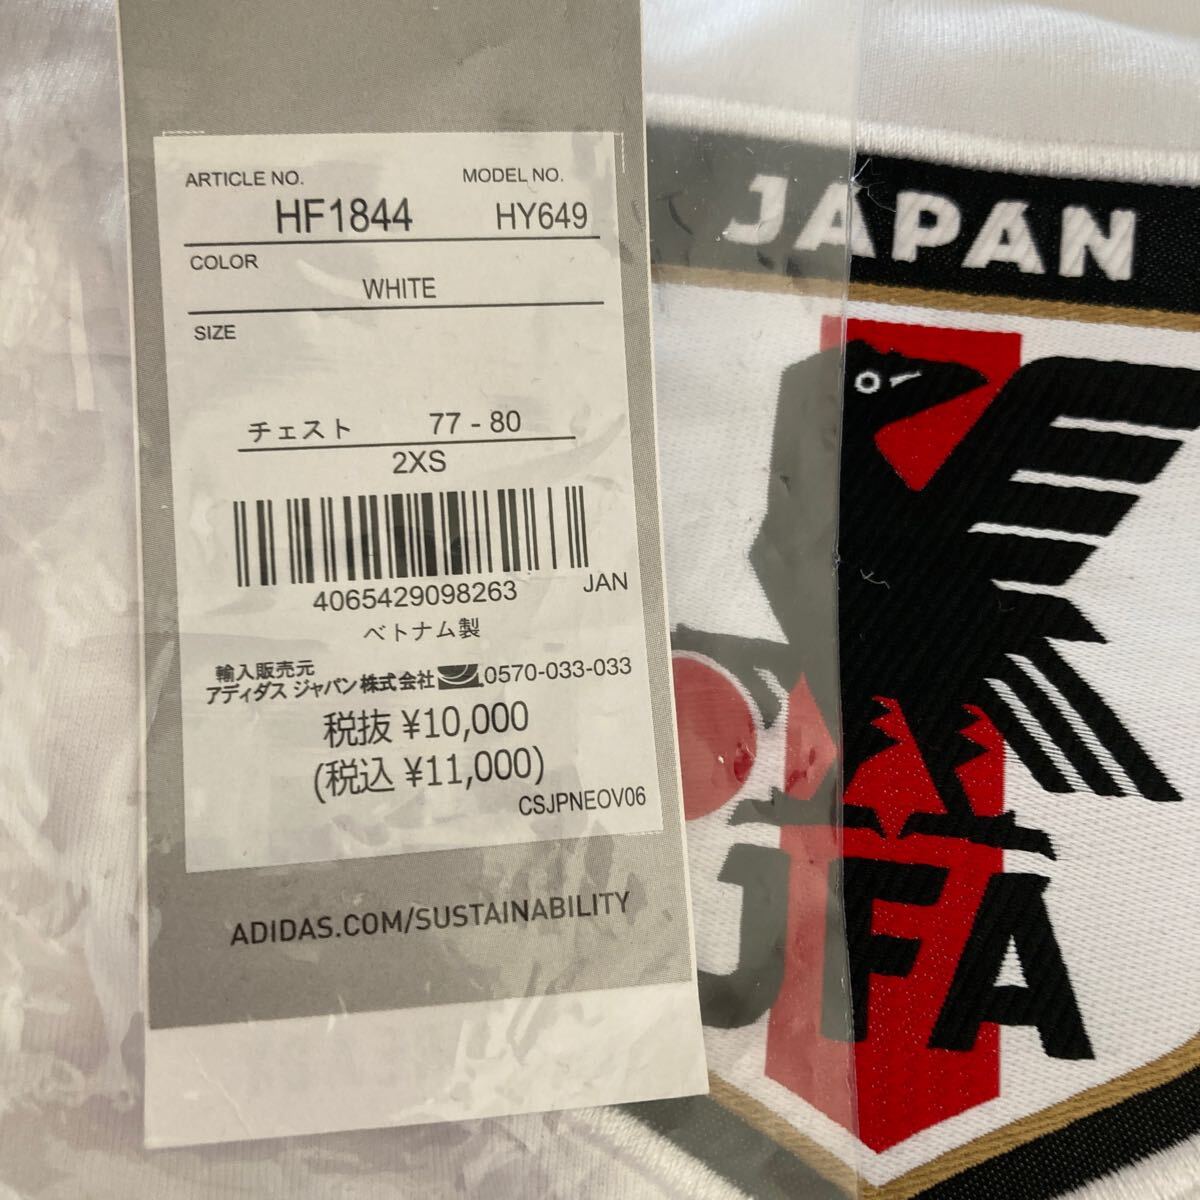 ARTICLE NO. MODEL NO.
HF1844 HY649
COLOR
WHITE
SIZE
チェスト 77 - 80
2XS
4065429098263 JAN
ベトナム製
輸入販売元
アディダス ジャパン株式会社 0570-033-033
税抜 ¥10,000
(税込 ¥11,000)
CSJPNEOV06
ADIDAS.COM/SUSTAINABILITY
JAPAN
JFA